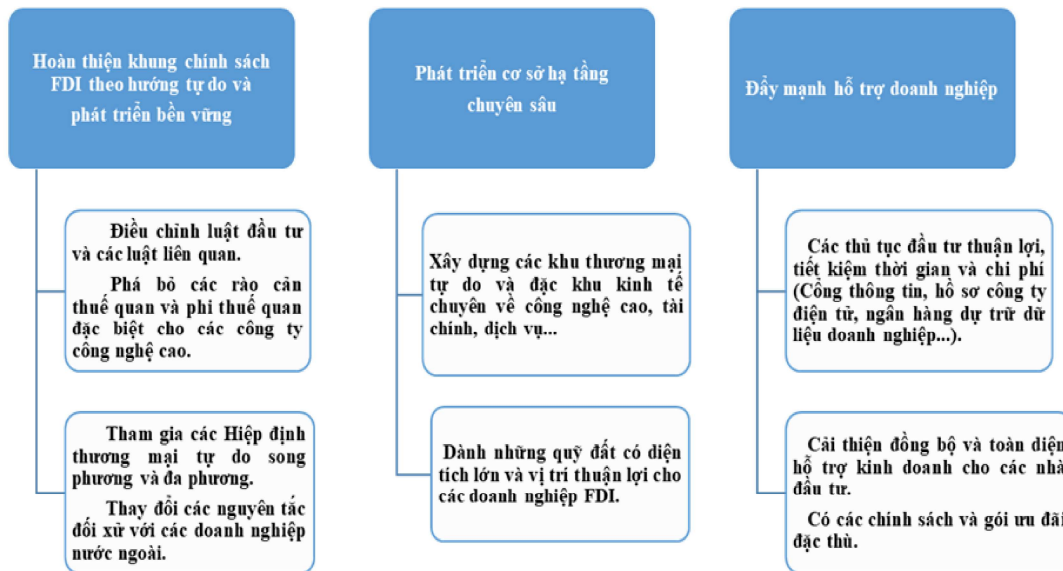 Hoàn thiện khung chính sách
FDI theo hướng tự do và
phát triển bền vững
Điều chỉnh luật đầu tư
và các luật liên quan.
Phá bỏ các rào cản
thuế quan và phi thuế quan
đặc biệt cho các công ty
công nghệ cao.
Tham gia các Hiệp định
thương mại tự do song
phương và đa phương.
Thay đổi các nguyên tắc
đối xử với các doanh nghiệp
nước ngoài.
Phát triển cơ sở hạ tầng
chuyên sâu
Xây dựng các khu thương mại
tự do và đặc khu kinh tế
chuyên về công nghệ cao, tài
chính, dịch vụ...
Dành những quỹ đất có diện
tích lớn và vị trí thuận lợi cho
các doanh nghiệp FDI.
Đẩy mạnh hỗ trợ doanh nghiệp
Các thủ tục đầu tư thuận lợi,
tiết kiệm thời gian và chi phí
(Cổng thông tin, hồ sơ công ty
điện tử, ngân hàng dự trữ dữ
liệu doanh nghiệp...).
Cải thiện đồng bộ và toàn diện
hỗ trợ kinh doanh cho các nhà
đầu tư.
Có các chính sách và gói ưu đãi
đặc thù.